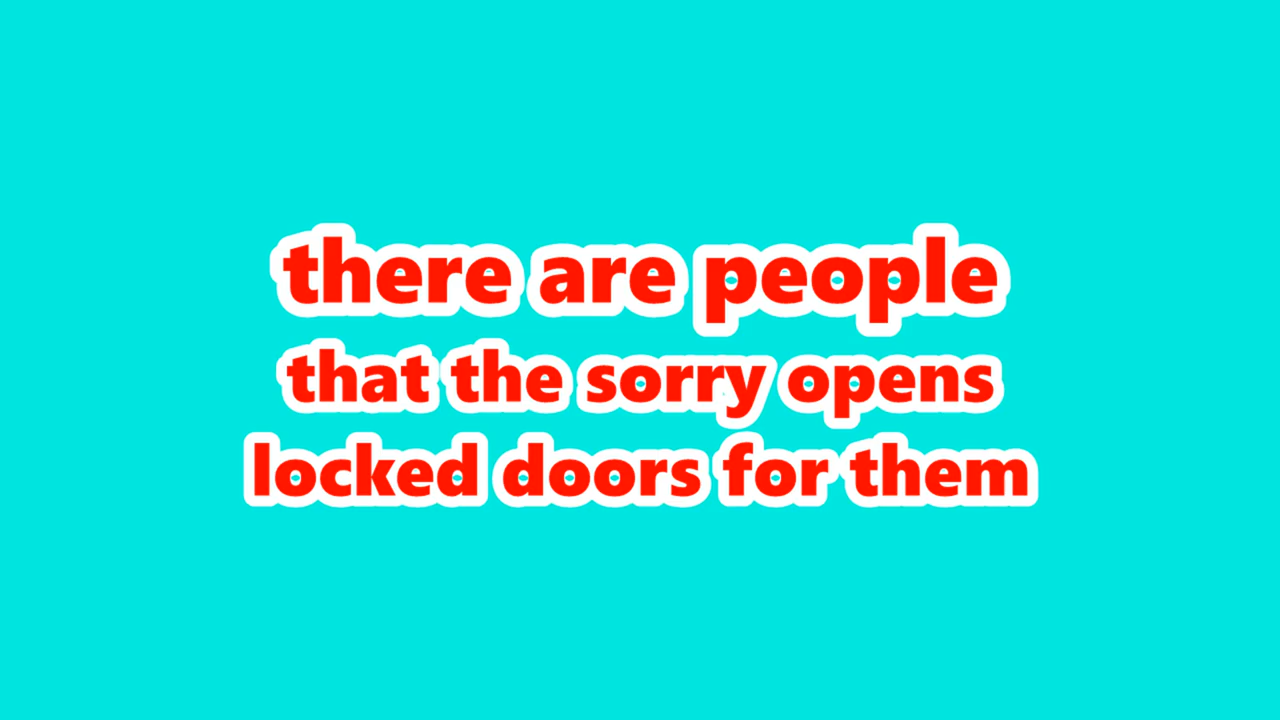 there are people
that the sorry opens
locked doors for them